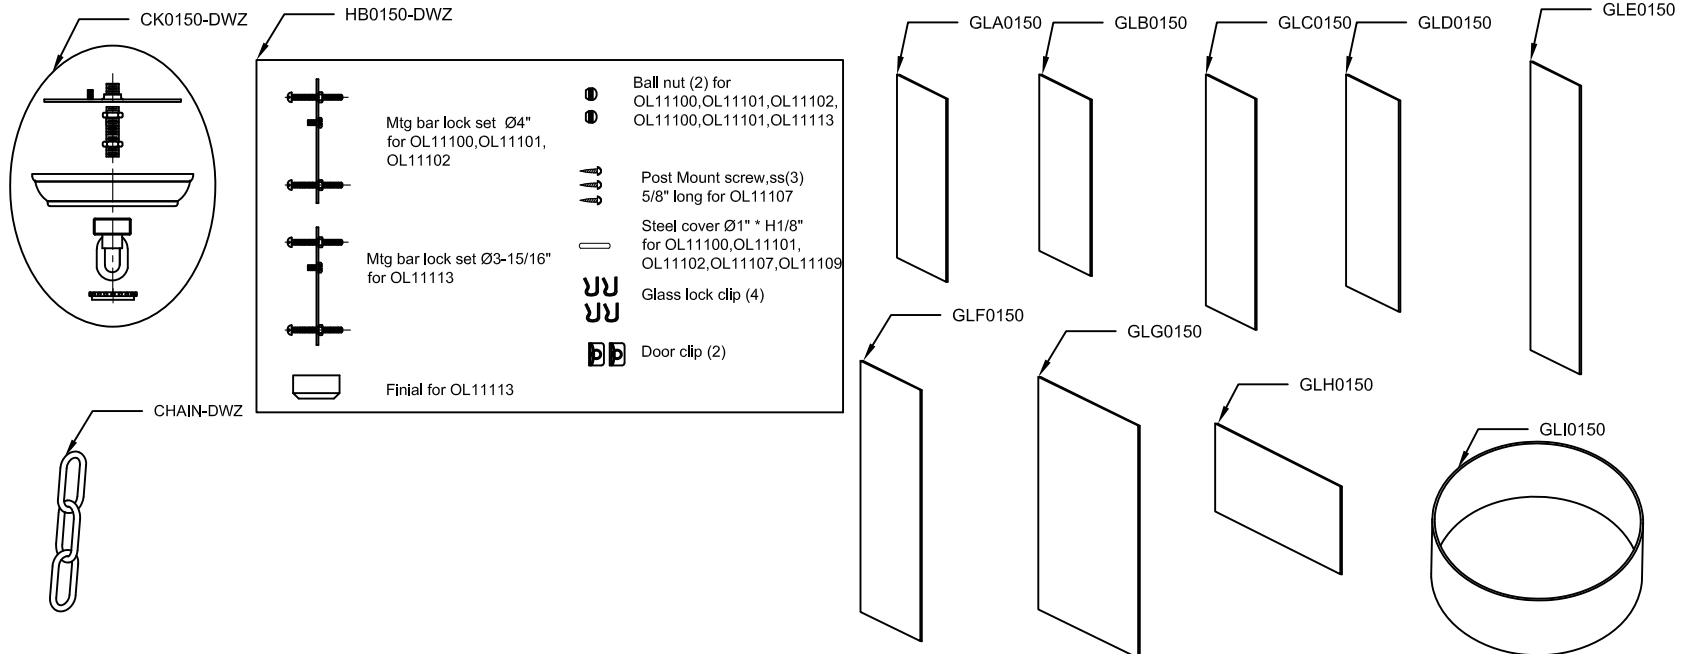 CK0150-DWZ
HB0150-DWZ
Mtg bar lock set Ø4"
for OL11100,OL11101,
OL11102
Mtg bar lock set Ø3-15/16"
for OL11113
Finial for OL11113
Ball nut (2) for
OL11100,OL11101,OL11102,
OL11100,OL11101,OL11113
Post Mount screw,ss(3)
5/8" long for OL11107
Steel cover Ø1" * H1/8"
for OL11100,OL11101,
OL11102,OL11107,OL11109
Glass lock clip (4)
Door clip (2)
CHAIN-DWZ
GLA0150
GLB0150
GLC0150
GLD0150
GLE0150
GLF0150
GLG0150
GLH0150
GLI0150